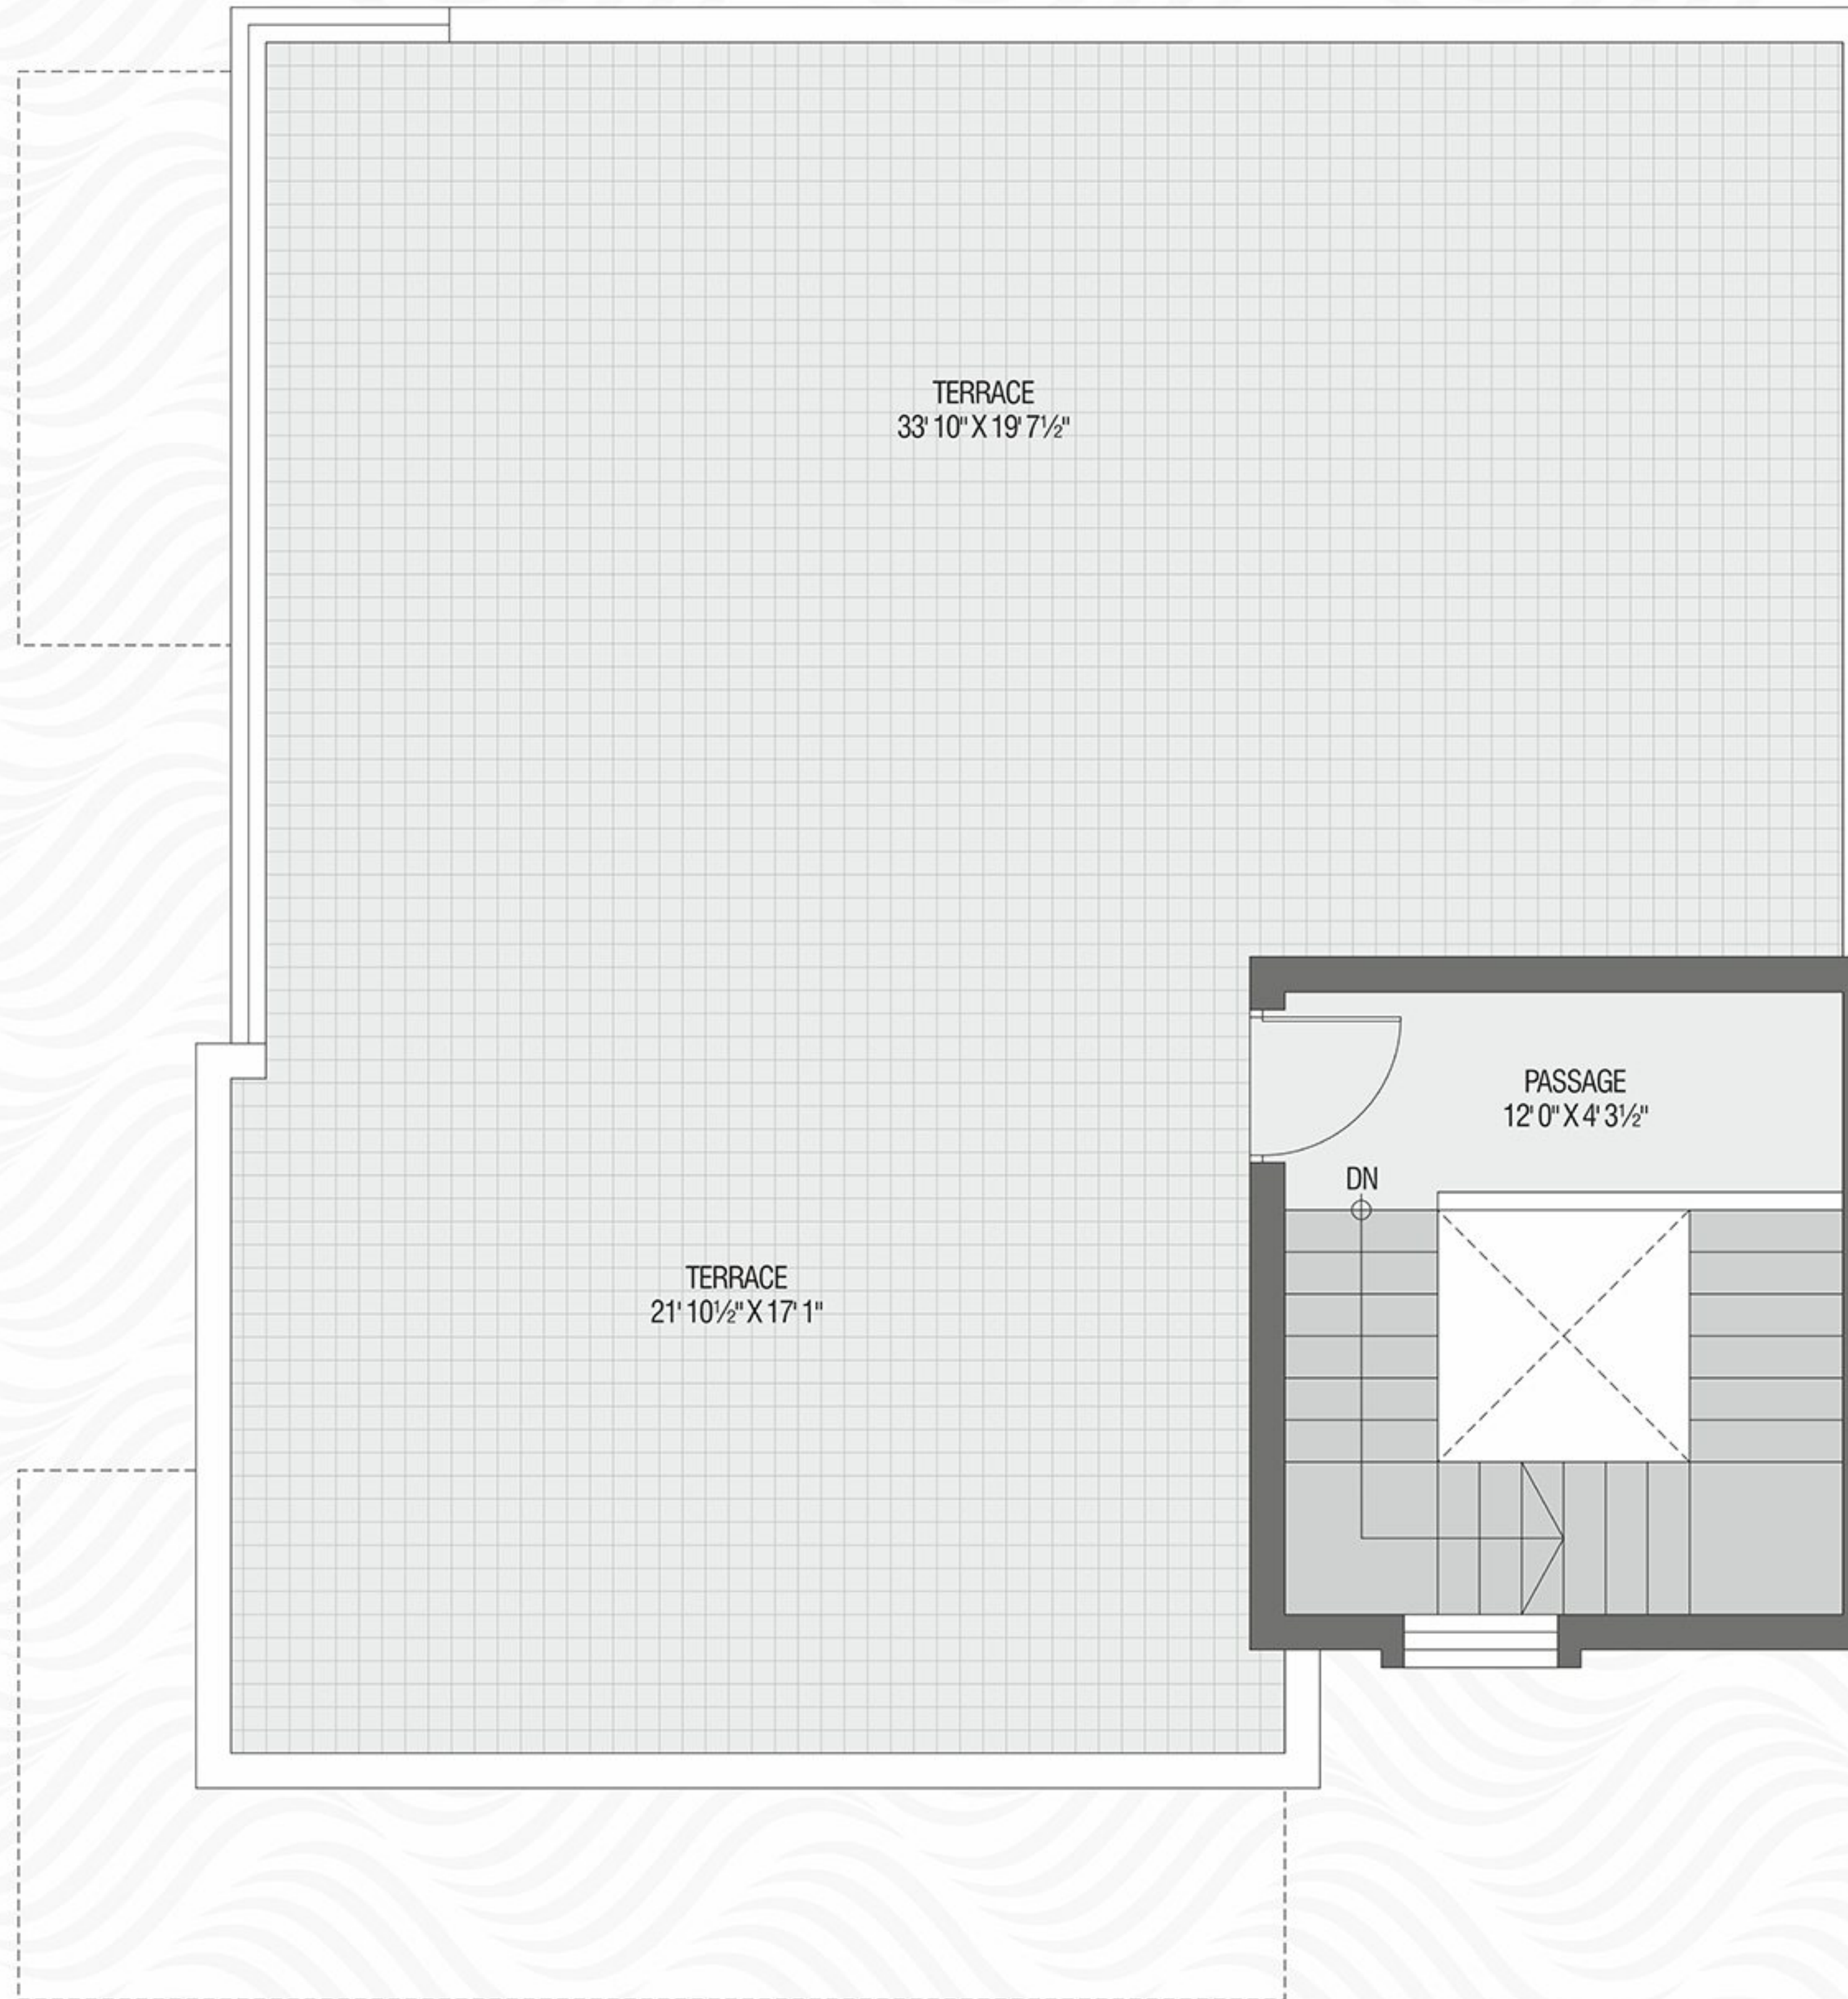 TERRACE
33' 10" X 19' 7½"
PASSAGE
12' 0" X 4' 3½"
DN
TERRACE
21' 10½" X 17' 1"